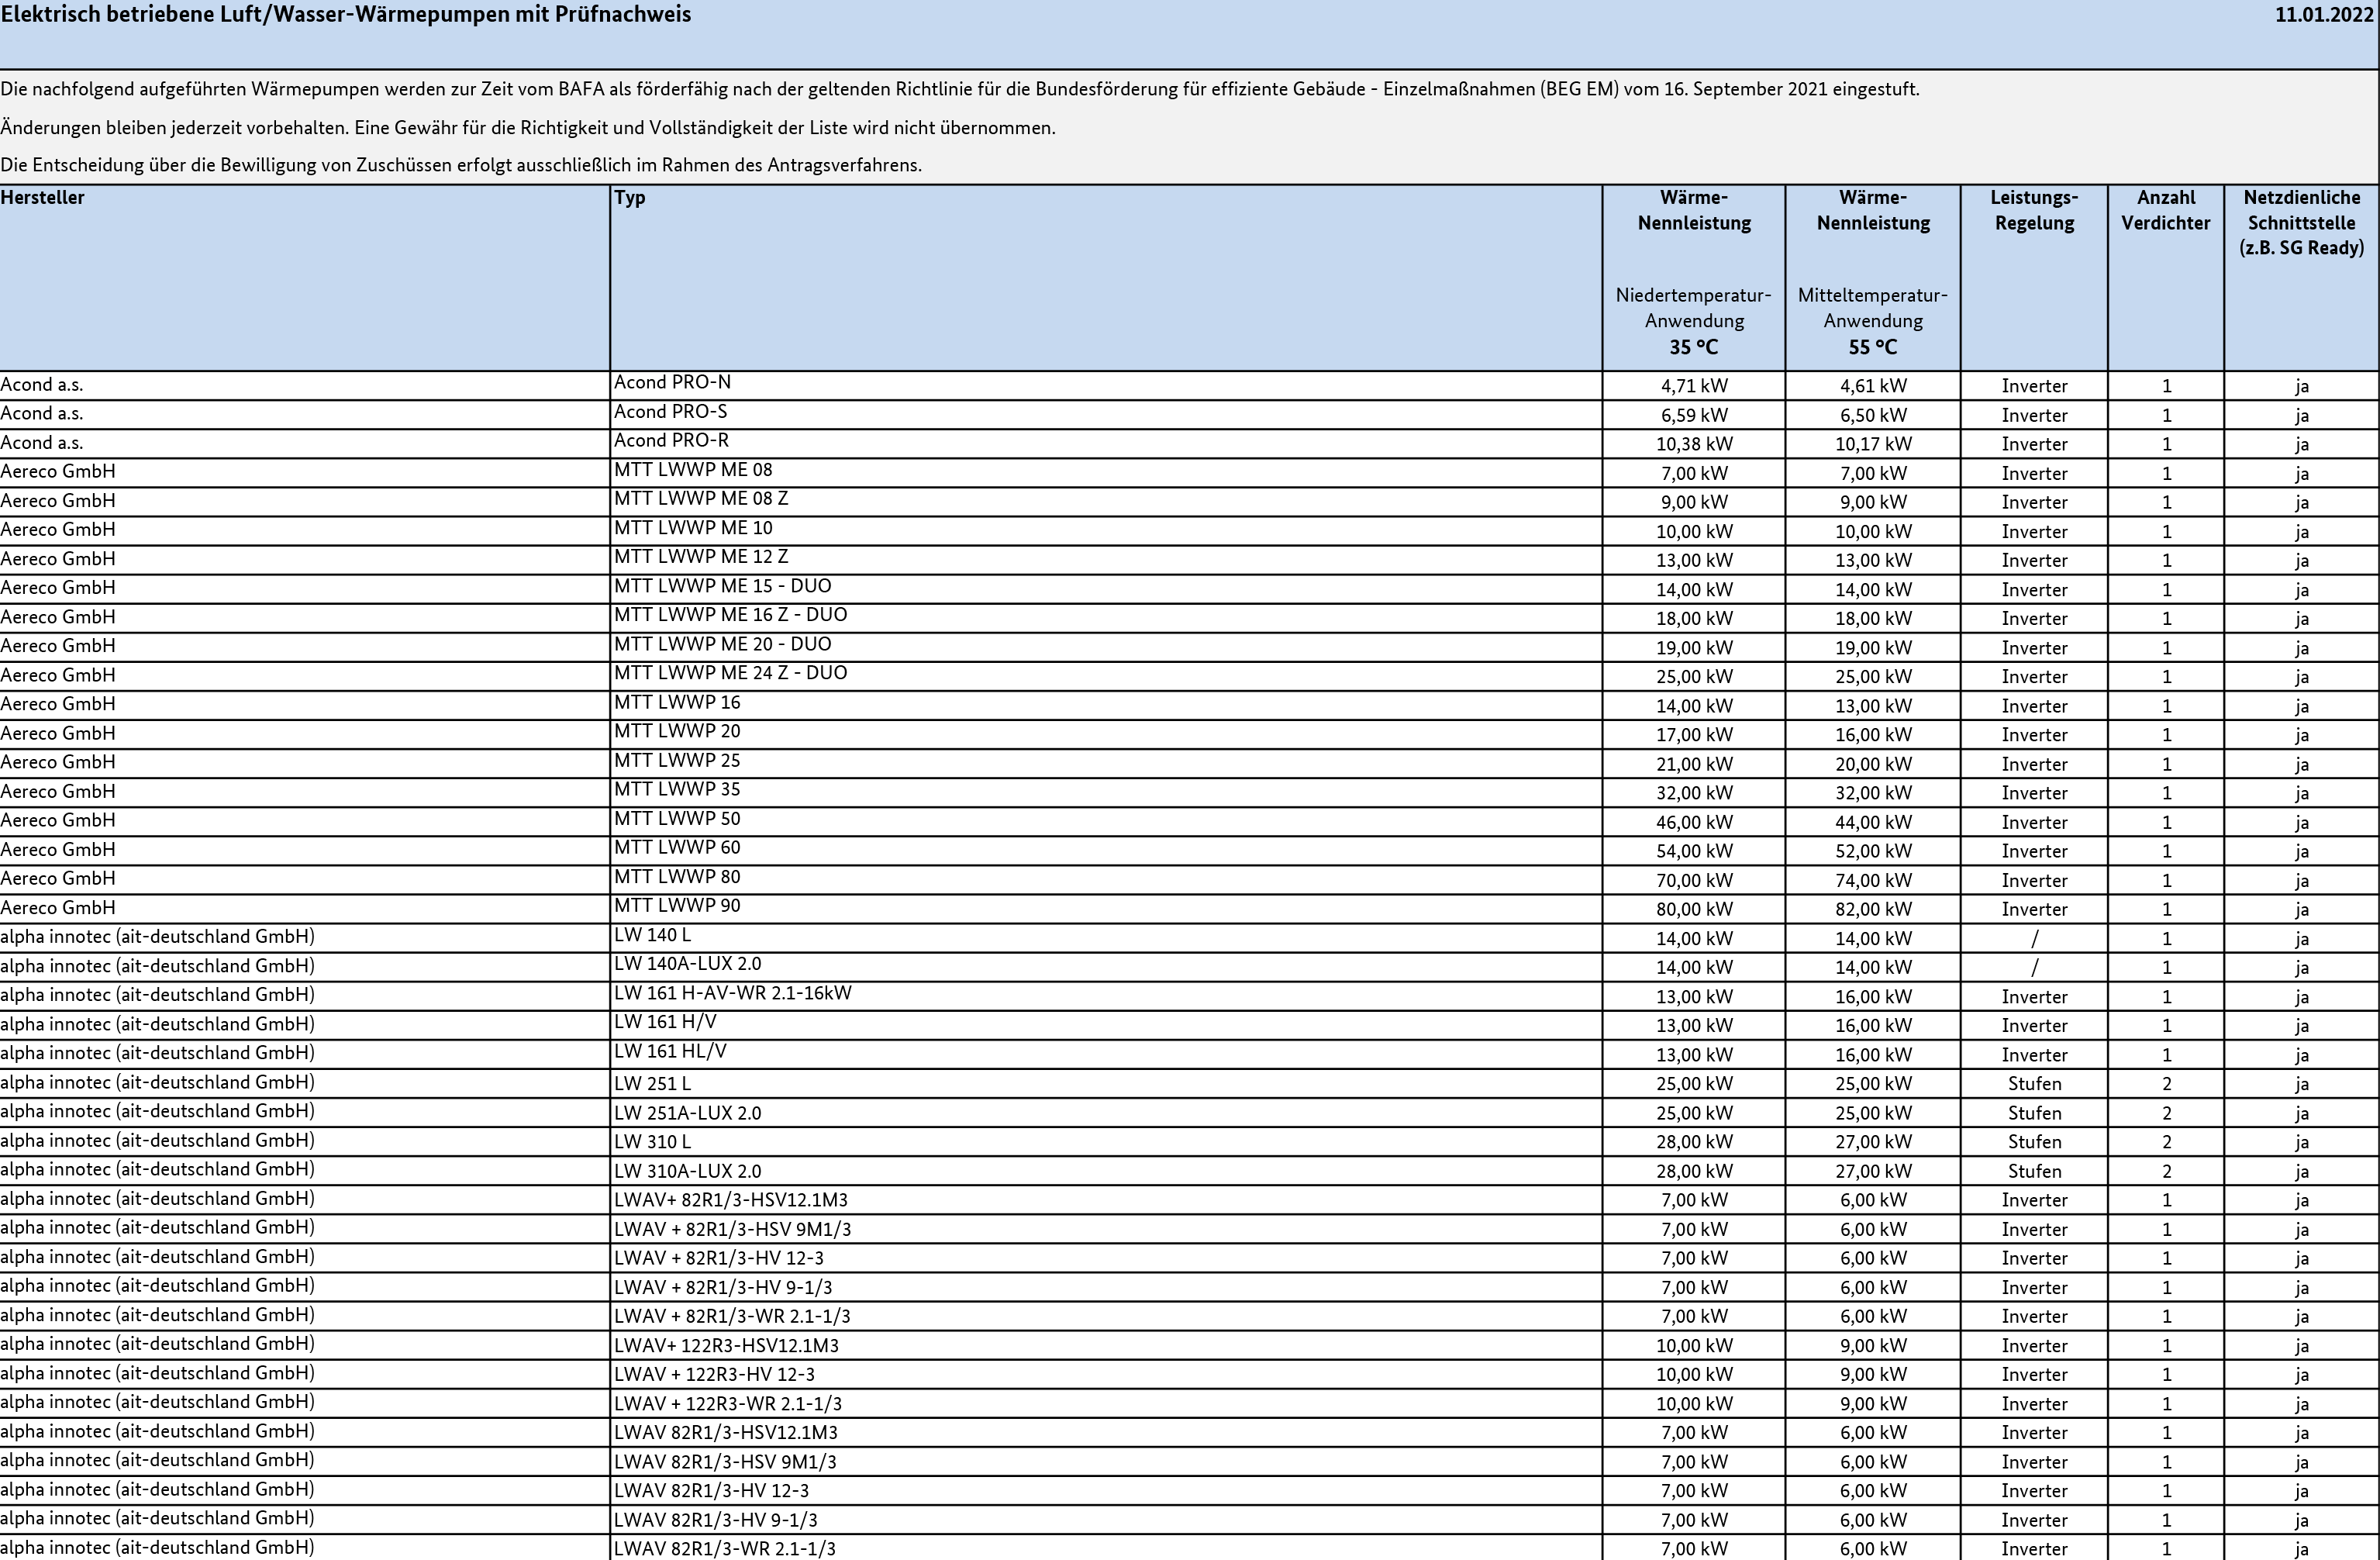 Elektrisch betriebene Luft/Wasser-Wärmepumpen mit Prüfnachweis 11.01.2022
Die nachfolgend aufgeführten Wärmepumpen werden zur Zeit vom BAFA als förderfähig nach der geltenden Richtlinie für die Bundesförderung für effiziente Gebäude - Einzelmaßnahmen (BEG EM) vom 16. September 2021 eingestuft.
Änderungen bleiben jederzeit vorbehalten. Eine Gewähr für die Richtigkeit und Vollständigkeit der Liste wird nicht übernommen.
Die Entscheidung über die Bewilligung von Zuschüssen erfolgt ausschließlich im Rahmen des Antragsverfahrens.
Hersteller Typ Wärme- Wärme- Leistungs- Anzahl Netzdienliche
Nennleistung Nennleistung Regelung Verdichter Schnittstelle
(z.B. SG Ready)
Niedertemperatur- Mitteltemperatur-
Anwendung Anwendung
35 °C 55 °C
Acond a.s. Acond PRO-N 4,71 kW 4,61 kW Inverter 1 ja
Acond a.s. Acond PRO-S 6,59 kW 6,50 kW Inverter 1 ja
Acond a.s. Acond PRO-R 10,38 kW 10,17 kW Inverter 1 ja
Aereco GmbH MTT LWWP ME 08 7,00 kW 7,00 kW Inverter 1 ja
Aereco GmbH MTT LWWP ME 08 Z 9,00 kW 9,00 kW Inverter 1 ja
Aereco GmbH MTT LWWP ME 10 10,00 kW 10,00 kW Inverter 1 ja
Aereco GmbH MTT LWWP ME 12 Z 13,00 kW 13,00 kW Inverter 1 ja
Aereco GmbH MTT LWWP ME 15 - DUO 14,00 kW 14,00 kW Inverter 1 ja
Aereco GmbH MTT LWWP ME 16 Z - DUO 18,00 kW 18,00 kW Inverter 1 ja
Aereco GmbH MTT LWWP ME 20 - DUO 19,00 kW 19,00 kW Inverter 1 ja
Aereco GmbH MTT LWWP ME 24 Z - DUO 25,00 kW 25,00 kW Inverter 1 ja
Aereco GmbH MTT LWWP 16 14,00 kW 13,00 kW Inverter 1 ja
Aereco GmbH MTT LWWP 20 17,00 kW 16,00 kW Inverter 1 ja
Aereco GmbH MTT LWWP 25 21,00 kW 20,00 kW Inverter 1 ja
Aereco GmbH MTT LWWP 35 32,00 kW 32,00 kW Inverter 1 ja
Aereco GmbH MTT LWWP 50 46,00 kW 44,00 kW Inverter 1 ja
Aereco GmbH MTT LWWP 60 54,00 kW 52,00 kW Inverter 1 ja
Aereco GmbH MTT LWWP 80 70,00 kW 74,00 kW Inverter 1 ja
Aereco GmbH MTT LWWP 90 80,00 kW 82,00 kW Inverter 1 ja
alpha innotec (ait-deutschland GmbH) LW 140 L 14,00 kW 14,00 kW / 1 ja
alpha innotec (ait-deutschland GmbH) LW 140A-LUX 2.0 14,00 kW 14,00 kW / 1 ja
alpha innotec (ait-deutschland GmbH) LW 161 H-AV-WR 2.1-16kW 13,00 kW 16,00 kW Inverter 1 ja
alpha innotec (ait-deutschland GmbH) LW 161 H/V 13,00 kW 16,00 kW Inverter 1 ja
alpha innotec (ait-deutschland GmbH) LW 161 HL/V 13,00 kW 16,00 kW Inverter 1 ja
alpha innotec (ait-deutschland GmbH) LW 251 L 25,00 kW 25,00 kW Stufen 2 ja
alpha innotec (ait-deutschland GmbH) LW 251A-LUX 2.0 25,00 kW 25,00 kW Stufen 2 ja
alpha innotec (ait-deutschland GmbH) LW 310 L 28,00 kW 27,00 kW Stufen 2 ja
alpha innotec (ait-deutschland GmbH) LW 310A-LUX 2.0 28,00 kW 27,00 kW Stufen 2 ja
alpha innotec (ait-deutschland GmbH) LWAV+ 82R1/3-HSV12.1M3 7,00 kW 6,00 kW Inverter 1 ja
alpha innotec (ait-deutschland GmbH) LWAV + 82R1/3-HSV 9M1/3 7,00 kW 6,00 kW Inverter 1 ja
alpha innotec (ait-deutschland GmbH) LWAV + 82R1/3-HV 12-3 7,00 kW 6,00 kW Inverter 1 ja
alpha innotec (ait-deutschland GmbH) LWAV + 82R1/3-HV 9-1/3 7,00 kW 6,00 kW Inverter 1 ja
alpha innotec (ait-deutschland GmbH) LWAV + 82R1/3-WR 2.1-1/3 7,00 kW 6,00 kW Inverter 1 ja
alpha innotec (ait-deutschland GmbH) LWAV+ 122R3-HSV12.1M3 10,00 kW 9,00 kW Inverter 1 ja
alpha innotec (ait-deutschland GmbH) LWAV + 122R3-HV 12-3 10,00 kW 9,00 kW Inverter 1 ja
alpha innotec (ait-deutschland GmbH) LWAV + 122R3-WR 2.1-1/3 10,00 kW 9,00 kW Inverter 1 ja
alpha innotec (ait-deutschland GmbH) LWAV 82R1/3-HSV12.1M3 7,00 kW 6,00 kW Inverter 1 ja
alpha innotec (ait-deutschland GmbH) LWAV 82R1/3-HSV 9M1/3 7,00 kW 6,00 kW Inverter 1 ja
alpha innotec (ait-deutschland GmbH) LWAV 82R1/3-HV 12-3 7,00 kW 6,00 kW Inverter 1 ja
alpha innotec (ait-deutschland GmbH) LWAV 82R1/3-HV 9-1/3 7,00 kW 6,00 kW Inverter 1 ja
alpha innotec (ait-deutschland GmbH) LWAV 82R1/3-WR 2.1-1/3 7,00 kW 6,00 kW Inverter 1 ja